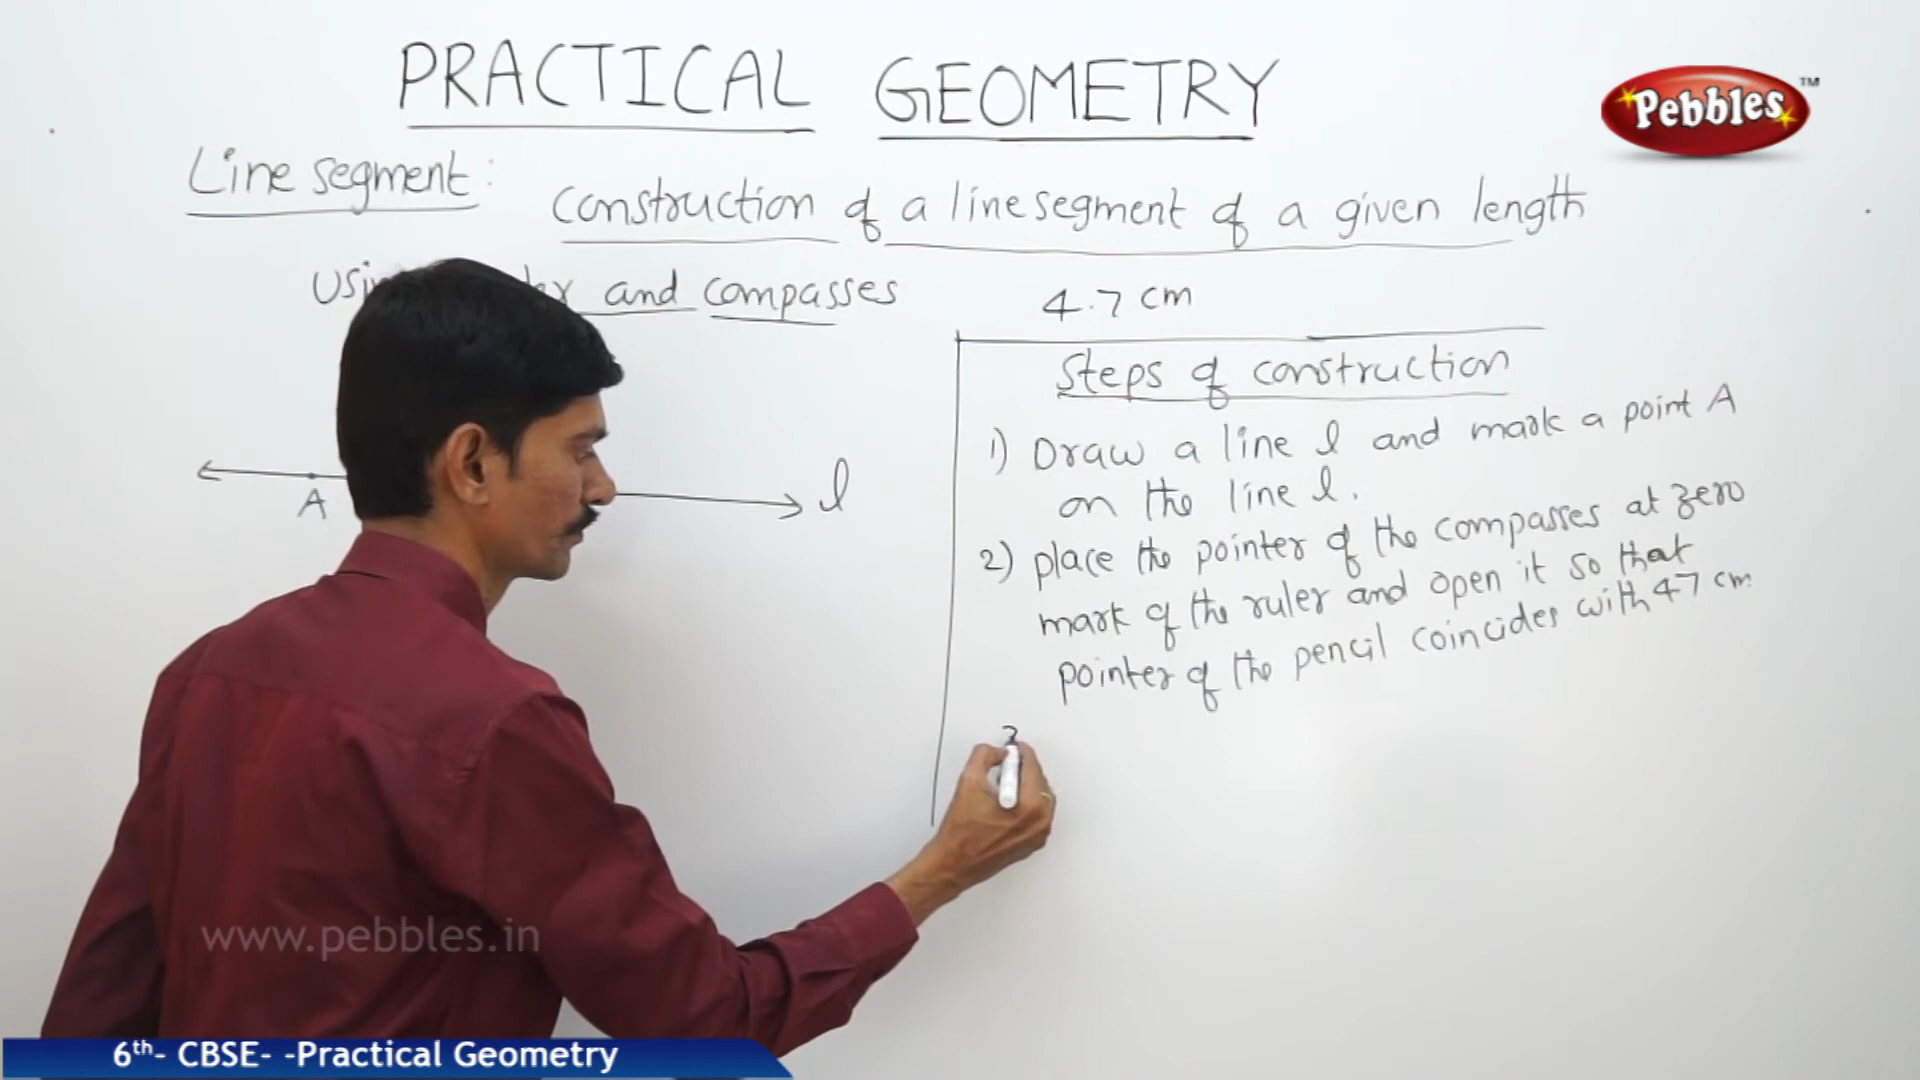 PRACTICAL GEOMETRY
Pebbles™
Line segment:
construction of a line segment of a given length
and compasses
4.7 cm
Steps of construction
1) Draw a line l and mark a point A
on the line l.
2) place the pointer of the compasses at zero
mark of the ruler and open it so that
pointer of the pencil coincides with 47 cm
A
l
www.pebbles.in
6th- CBSE- -Practical Geometry